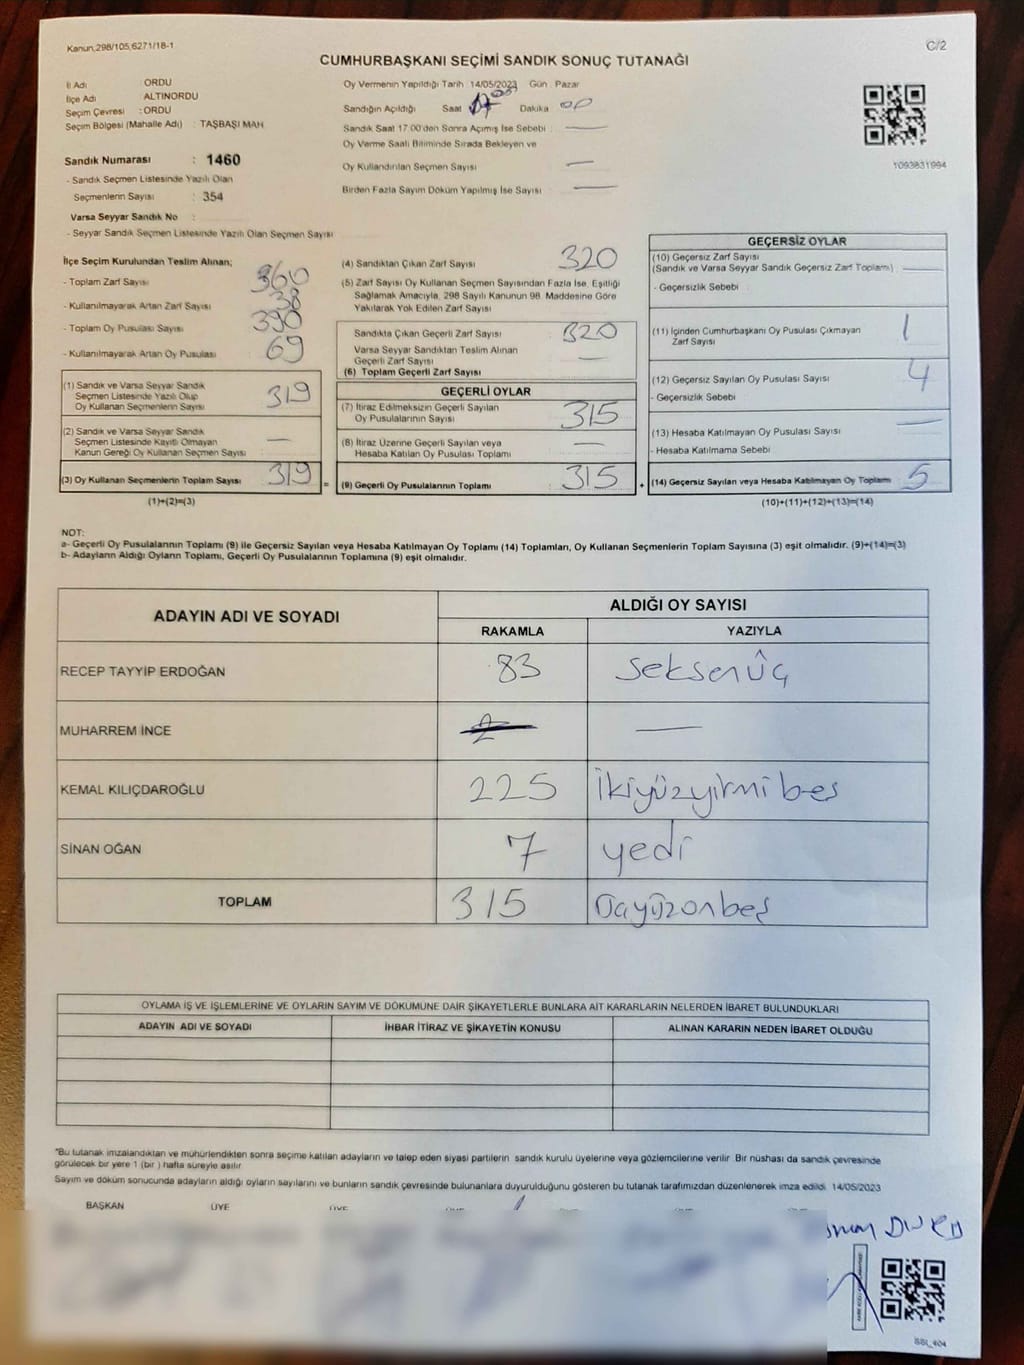 Kanun,298/105,6271/18-1
C/2
CUMHURBAŞKANI SEÇİMİ SANDIK SONUÇ TUTANAĞI
İl Adı ORDU
İlçe Adı ALTINORDU
Seçim Çevresi : ORDU
Seçim Bölgesi (Mahalle Adı) : TAŞBAŞI MAH
Sandık Numarası : 1460
- Sandık Seçmen Listesinde Yazılı Olan
Seçmenlerin Sayısı : 354
Varsa Seyyar Sandık No :
- Seyyar Sandık Seçmen Listesinde Yazılı Olan Seçmen Sayısı
Oy Vermenin Yapıldığı Tarih 14/05/2023 Gün Pazar
Sandığın Açıldığı Saat 17 Dakika 00
Sandık Saat 17.00'den Sonra Açımış İse Sebebi : —
Oy Verme Saati Bitiminde Sırada Bekleyen ve
Oy Kullandırılan Seçmen Sayısı : —
Birden Fazla Sayım Döküm Yapılmış İse Sayısı : —
1093831994
İlçe Seçim Kurulundan Teslim Alınan;
- Toplam Zarf Sayısı : 360
- Kullanılmayarak Artan Zarf Sayısı : 38
- Toplam Oy Pusulası Sayısı : 390
- Kullanılmayarak Artan Oy Pusulası : 69
(1) Sandık ve Varsa Seyyar Sandık
Seçmen Listesinde Yazılı Olup
Oy Kullanan Seçmenlerin Sayısı : 319
(2) Sandık ve Varsa Seyyar Sandık
Seçmen Listesinde Kayıtlı Olmayan
Kanun Gereği Oy Kullanan Seçmen Sayısı : —
(3) Oy Kullanan Seçmenlerin Toplam Sayısı : 319 =
(1)+(2)=(3)
(4) Sandıktan Çıkan Zarf Sayısı : 320
(5) Zarf Sayısı Oy Kullanan Seçmen Sayısından Fazla İse, Eşitliği
Sağlamak Amacıyla, 298 Sayılı Kanunun 98. Maddesine Göre
Yakılarak Yok Edilen Zarf Sayısı
Sandıkta Çıkan Geçerli Zarf Sayısı : 320
Varsa Seyyar Sandıktan Teslim Alınan
Geçerli Zarf Sayısı : —
(6) Toplam Geçerli Zarf Sayısı
GEÇERLİ OYLAR
(7) İtiraz Edilmeksizin Geçerli Sayılan
Oy Pusulalarının Sayısı : 315
(8) İtiraz Üzerine Geçerli Sayılan veya
Hesaba Katılan Oy Pusulası Toplamı : —
(9) Geçerli Oy Pusulalarının Toplamı : 315 +
GEÇERSİZ OYLAR
(10) Geçersiz Zarf Sayısı
(Sandık ve Varsa Seyyar Sandık Geçersiz Zarf Toplamı) : —
- Geçersizlik Sebebi :
(11) İçinden Cumhurbaşkanı Oy Pusulası Çıkmayan
Zarf Sayısı : 1
(12) Geçersiz Sayılan Oy Pusulası Sayısı : 4
- Geçersizlik Sebebi
(13) Hesaba Katılmayan Oy Pusulası Sayısı : —
- Hesaba Katılmama Sebebi
(14) Geçersiz Sayılan veya Hesaba Katılmayan Oy Toplamı 5
(10)+(11)+(12)+(13)=(14)
NOT:
a- Geçerli Oy Pusulalarının Toplamı (9) ile Geçersiz Sayılan veya Hesaba Katılmayan Oy Toplamı (14) Toplamları, Oy Kullanan Seçmenlerin Toplam Sayısına (3) eşit olmalıdır. (9)+(14)=(3)
b- Adayların Aldığı Oyların Toplamı, Geçerli Oy Pusulalarının Toplamına (9) eşit olmalıdır.
ADAYIN ADI VE SOYADI
ALDIĞI OY SAYISI
RAKAMLA YAZIYLA
RECEP TAYYİP ERDOĞAN 83 Seksenüç
MUHARREM İNCE —
KEMAL KILIÇDAROĞLU 225 İkiyüzyirmi beş
SİNAN OĞAN 7 yedi
TOPLAM 315 Üçyüzonbeş
OYLAMA İŞ VE İŞLEMLERİNE VE OYLARIN SAYIM VE DÖKÜMÜNE DAİR ŞİKAYETLERLE BUNLARA AİT KARARLARIN NELERDEN İBARET BULUNDUKLARI
ADAYIN ADI VE SOYADI İHBAR İTİRAZ VE ŞİKAYETİN KONUSU ALINAN KARARIN NEDEN İBARET OLDUĞU
"Bu tutanak imzalandıktan ve mühürlendikten sonra seçime katılan adayların ve talep eden siyasi partilerin sandık kurulu üyelerine veya gözlemcilerine verilir Bir nüshası da sandık çevresinde
görülecek bir yere 1 (bir ) hafta süreyle asılır
Sayım ve döküm sonucunda adayların aldığı oyların sayılarını ve bunların sandık çevresinde bulunanlara duyurulduğunu gösteren bu tutanak tarafımızdan düzenlenerek imza edildi 14/05/2023
BAŞKAN ÜYE ÜYE ÜYE